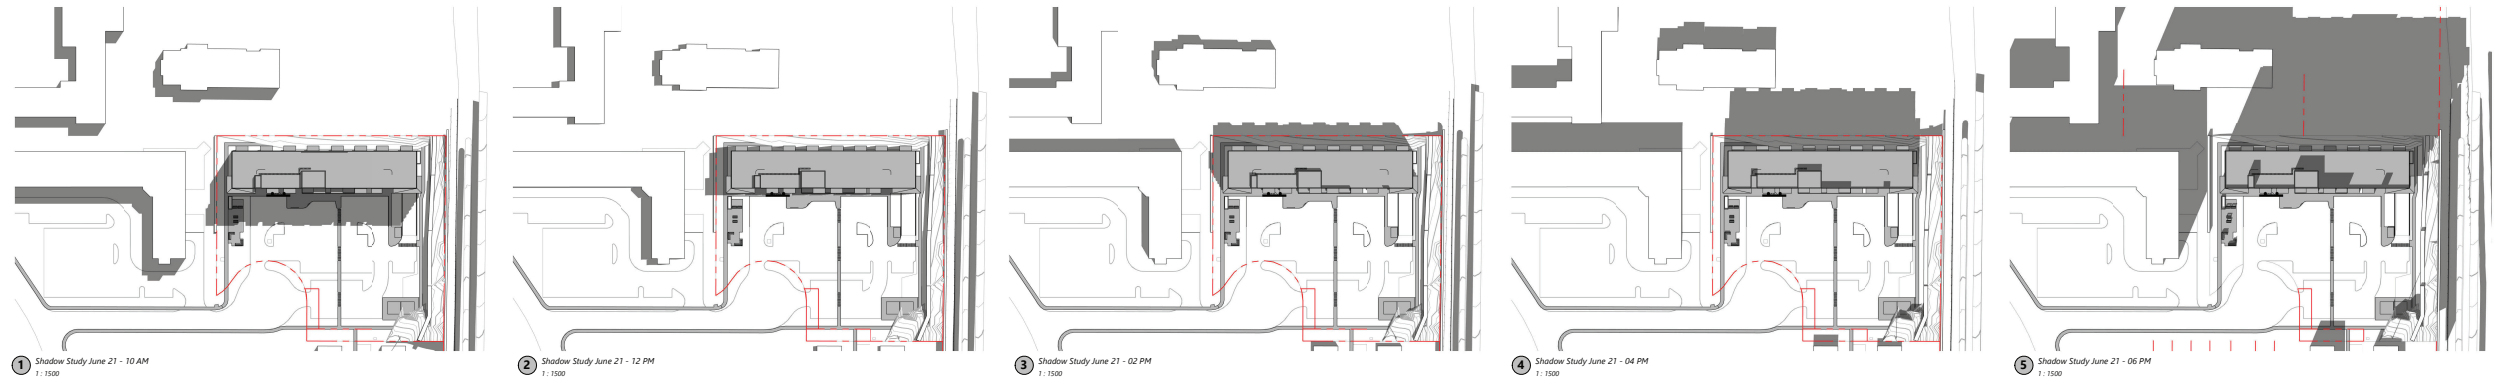 1 Shadow Study June 21 - 10 AM
1 : 1500
2 Shadow Study June 21 - 12 PM
1 : 1500
3 Shadow Study June 21 - 02 PM
1 : 1500
4 Shadow Study June 21 - 04 PM
1 : 1500
5 Shadow Study June 21 - 06 PM
1 : 1500